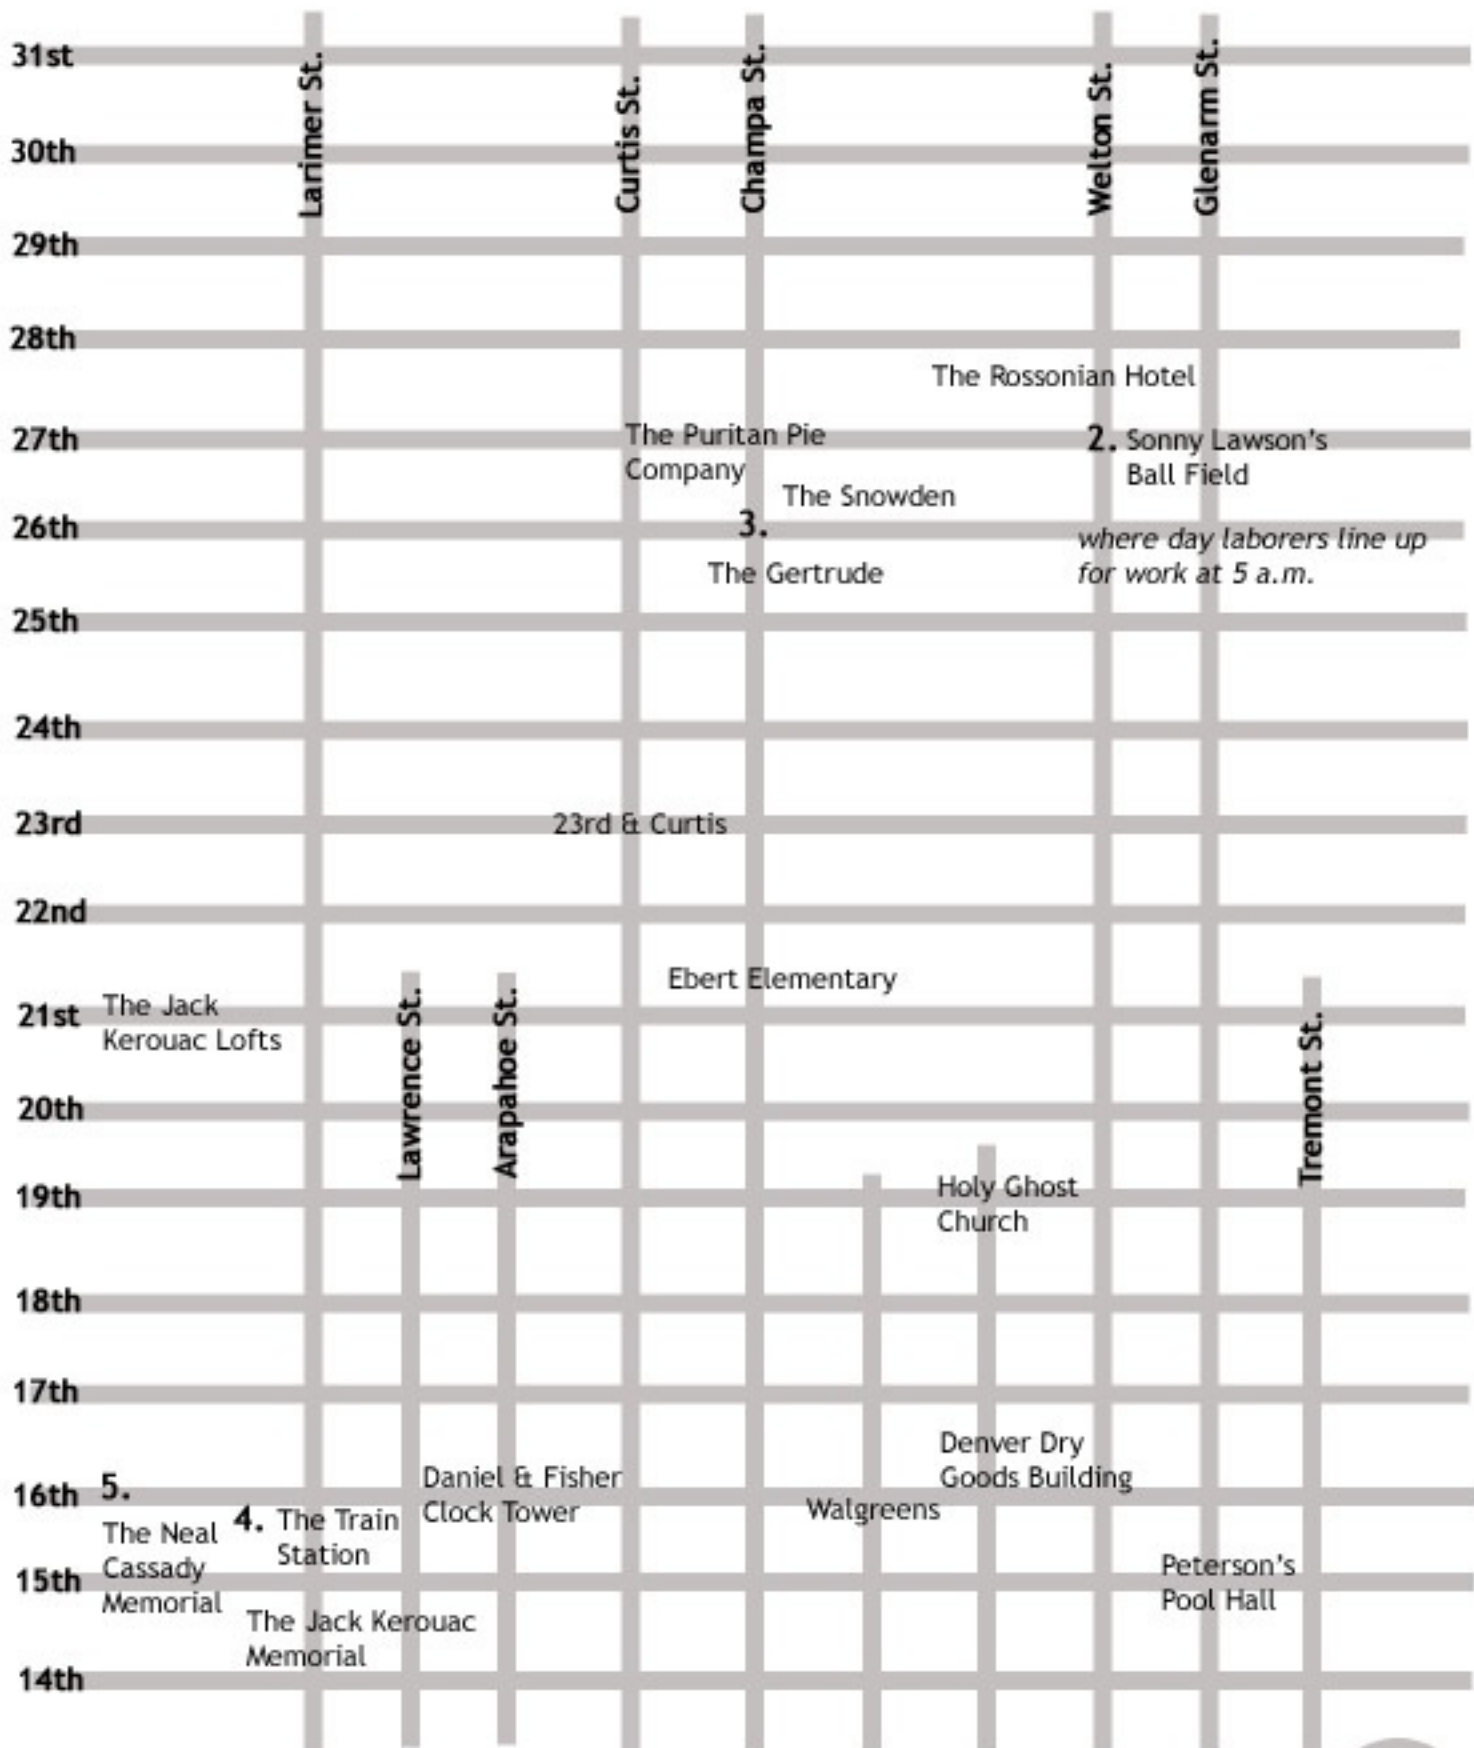 31st
Larimer St.
Curtis St.
Champa St.
Welton St.
Glenarm St.
30th
29th
28th
The Rossonian Hotel
27th
The Puritan Pie
Company
2. Sonny Lawson's
Ball Field
The Snowden
26th
3.
where day laborers line up
for work at 5 a.m.
The Gertrude
25th
24th
23rd
23rd & Curtis
22nd
Ebert Elementary
21st
The Jack
Kerouac Lofts
Lawrence St.
Arapahoe St.
Tremont St.
20th
19th
Holy Ghost
Church
18th
17th
Denver Dry
Goods Building
16th
5.
The Neal
Cassady
Memorial
4. The Train
Station
Daniel & Fisher
Clock Tower
Walgreens
15th
Peterson's
Pool Hall
The Jack Kerouac
Memorial
14th